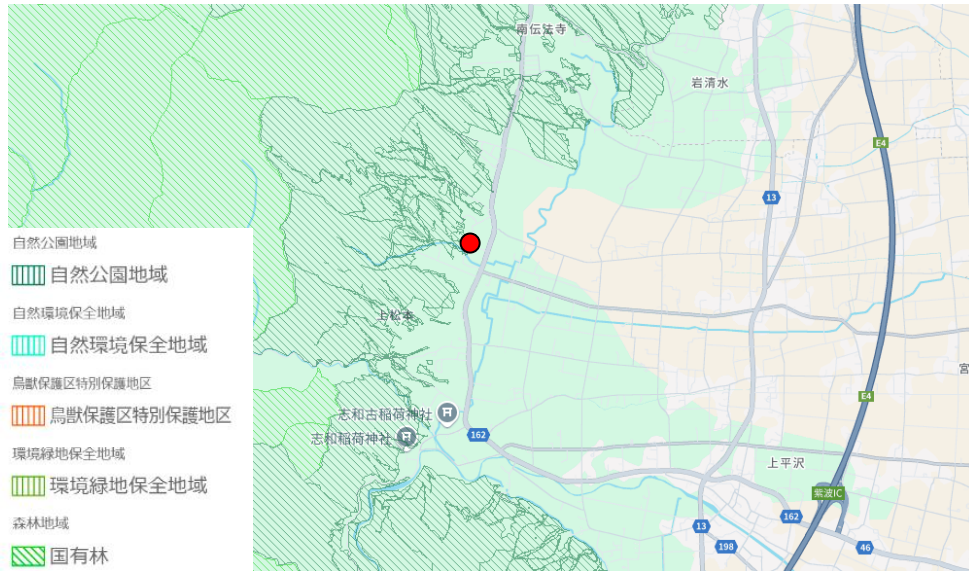 南伝法寺
岩清水
E4
13
自然公園地域
自然公園地域
自然環境保全地域
自然環境保全地域
上松本
鳥獣保護区特別保護地区
鳥獣保護区特別保護地区
宮
E4
志和古稲荷神社
志和稲荷神社
162
環境緑地保全地域
環境緑地保全地域
上平沢
紫波IC
162
森林地域
13
198
46
国有林